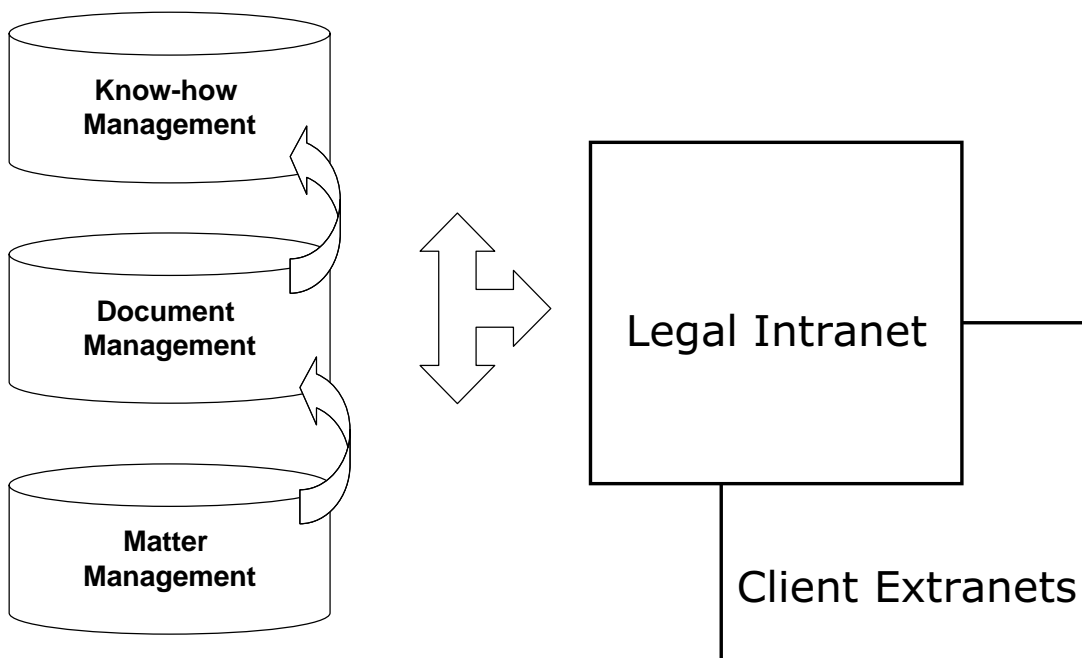 Know-how
Management
Document
Management
Matter
Management
Legal Intranet
Client Extranets